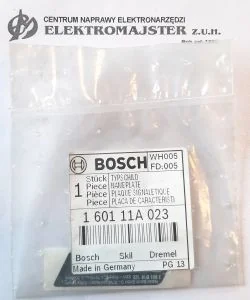 CENTRUM NAPRAWY ELEKTRONARZĘDZI
ELEKTROMAJSTER Z.U.H.
BOSCH
WH005
FD.005
1
Stück TYPSCHILD
Piece NAMEPLATE
Pièce PLAQUE SIGNALETIQUE
Piece PLACA DE CARACTERISTI
1 601 11A 023
Bosch Skil Dremel
Made in Germany PG 13